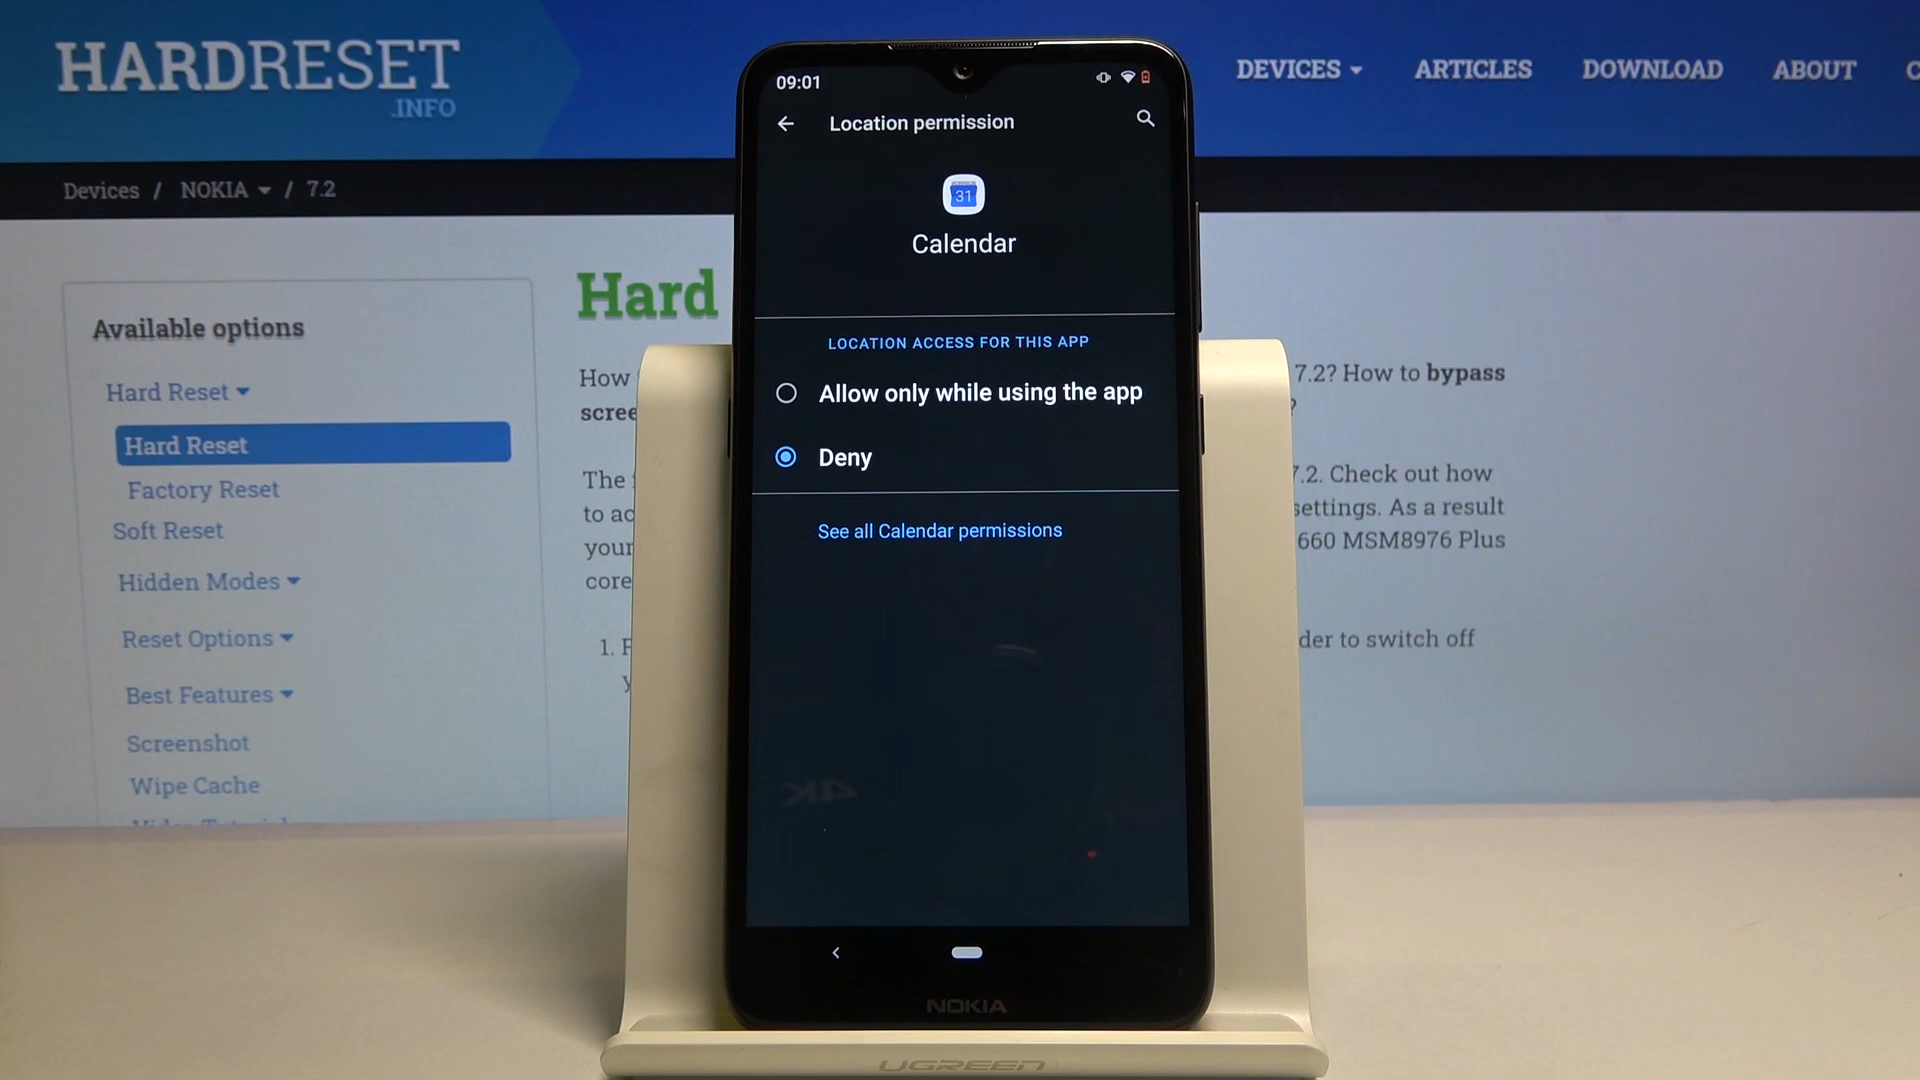 HARDRESET
.INFO
DEVICES
ARTICLES
DOWNLOAD
ABOUT
Devices / NOKIA / 7.2
Available options
Hard Reset
Hard Reset
Factory Reset
Soft Reset
Hidden Modes
Reset Options
Best Features
Screenshot
Wipe Cache
Hard
How
scree
The
to ac
your
core
1.
7.2? How to bypass
?
7.2. Check out how
settings. As a result
660 MSM8976 Plus
der to switch off
09:01
Location permission
31
Calendar
LOCATION ACCESS FOR THIS APP
Allow only while using the app
Deny
See all Calendar permissions
4K
NOKIA
UGREEN